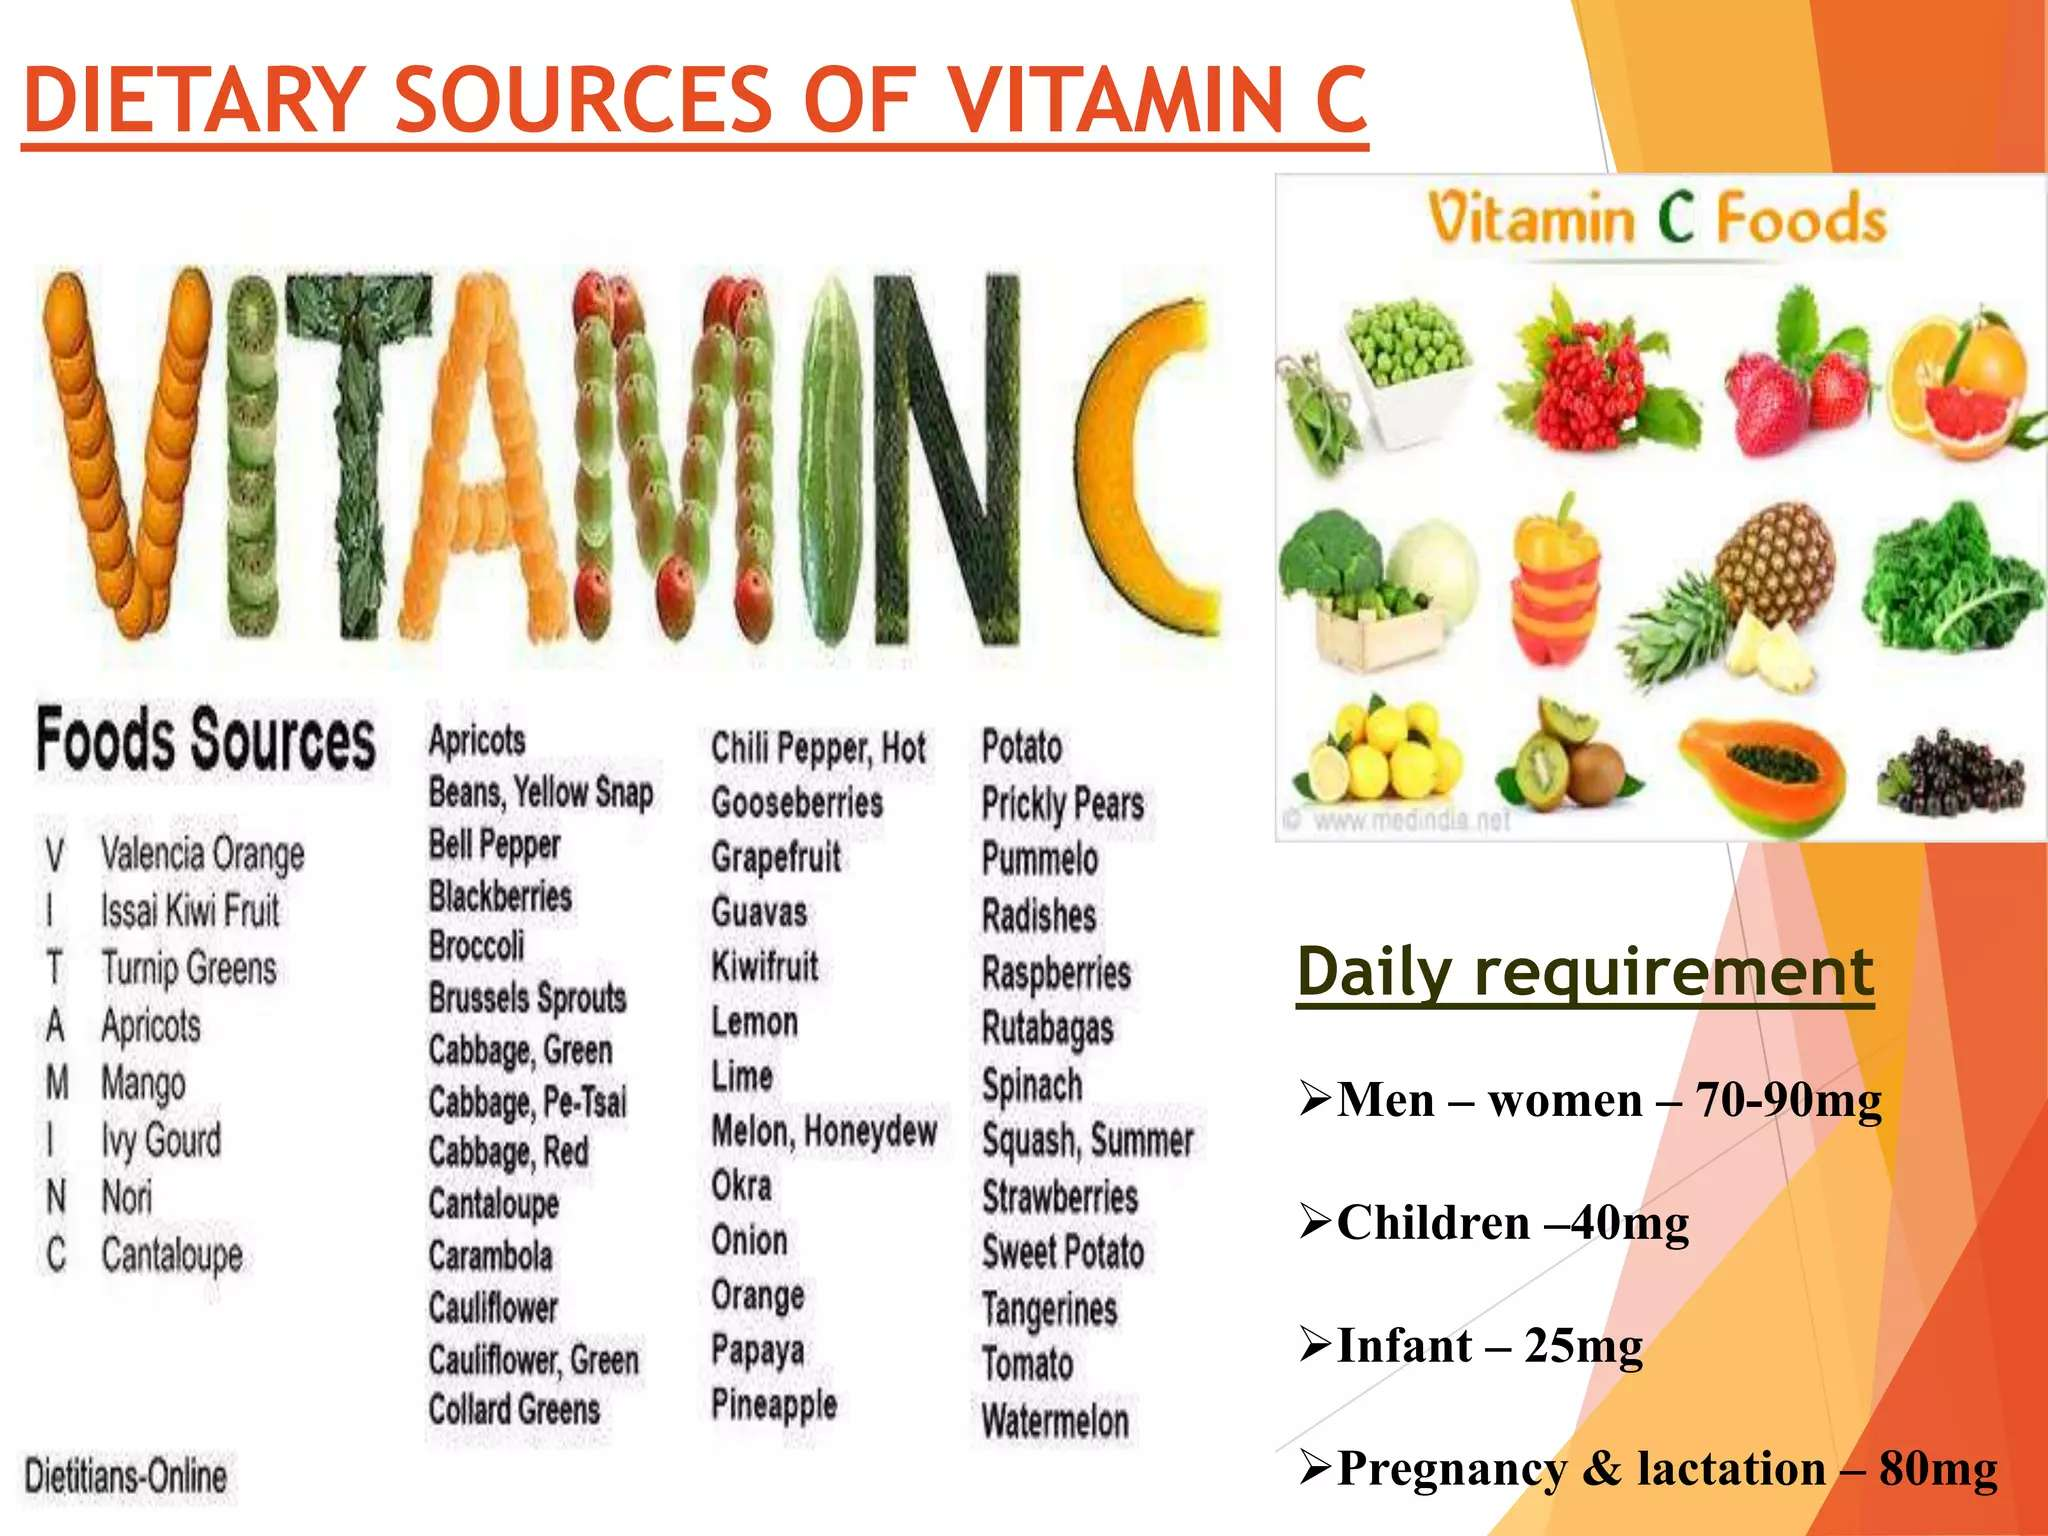 DIETARY SOURCES OF VITAMIN C
VITAMIN C
Foods Sources
V Valencia Orange
I Issai Kiwi Fruit
T Turnip Greens
A Apricots
M Mango
I Ivy Gourd
N Nori
C Cantaloupe
Dietitians-Online
Apricots
Beans, Yellow Snap
Bell Pepper
Blackberries
Broccoli
Brussels Sprouts
Cabbage, Green
Cabbage, Pe-Tsai
Cabbage, Red
Cantaloupe
Carambola
Cauliflower
Cauliflower, Green
Collard Greens
Chili Pepper, Hot
Gooseberries
Grapefruit
Guavas
Kiwifruit
Lemon
Lime
Melon, Honeydew
Okra
Onion
Orange
Papaya
Pineapple
Potato
Prickly Pears
Pummelo
Radishes
Raspberries
Rutabagas
Spinach
Squash, Summer
Strawberries
Sweet Potato
Tangerines
Tomato
Watermelon
Vitamin C Foods
© www.medindia.net
Daily requirement
➢Men – women – 70-90mg
➢Children –40mg
➢Infant – 25mg
➢Pregnancy & lactation – 80mg